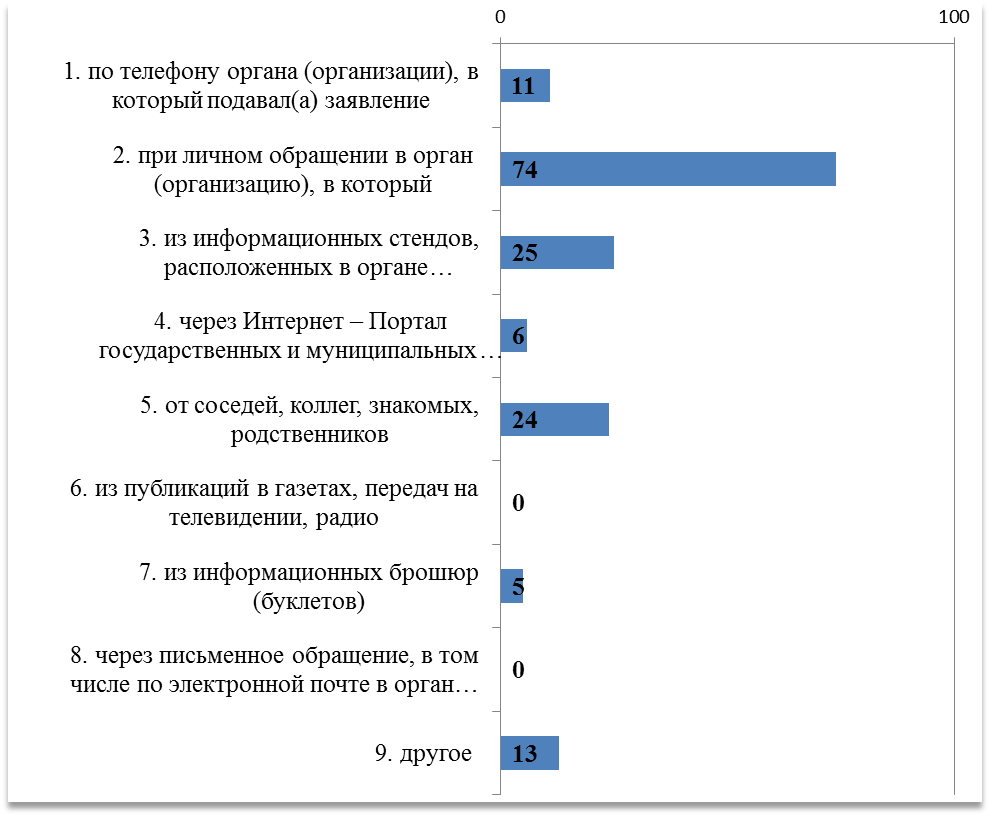 0 100
1. по телефону органа (организации), в
который подавал(а) заявление
11
2. при личном обращении в орган
(организацию), в который
74
3. из информационных стендов,
расположенных в органе…
25
4. через Интернет – Портал
государственных и муниципальных…
6
5. от соседей, коллег, знакомых,
родственников
24
6. из публикаций в газетах, передач на
телевидении, радио
0
7. из информационных брошюр
(буклетов)
5
8. через письменное обращение, в том
числе по электронной почте в орган…
0
9. другое
13